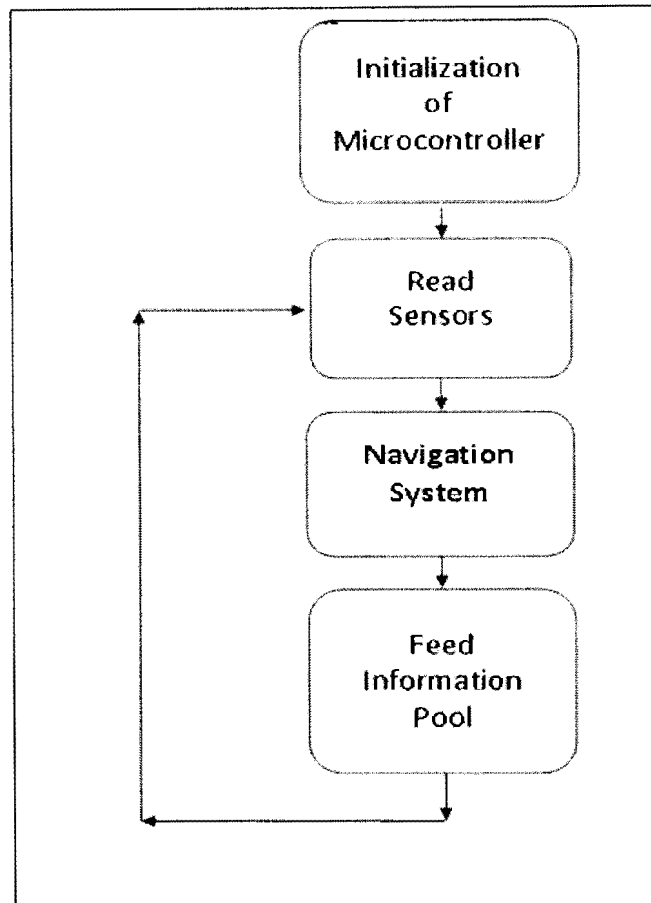 Initialization
of
Microcontroller
Read
Sensors
Navigation
System
Feed
Information
Pool